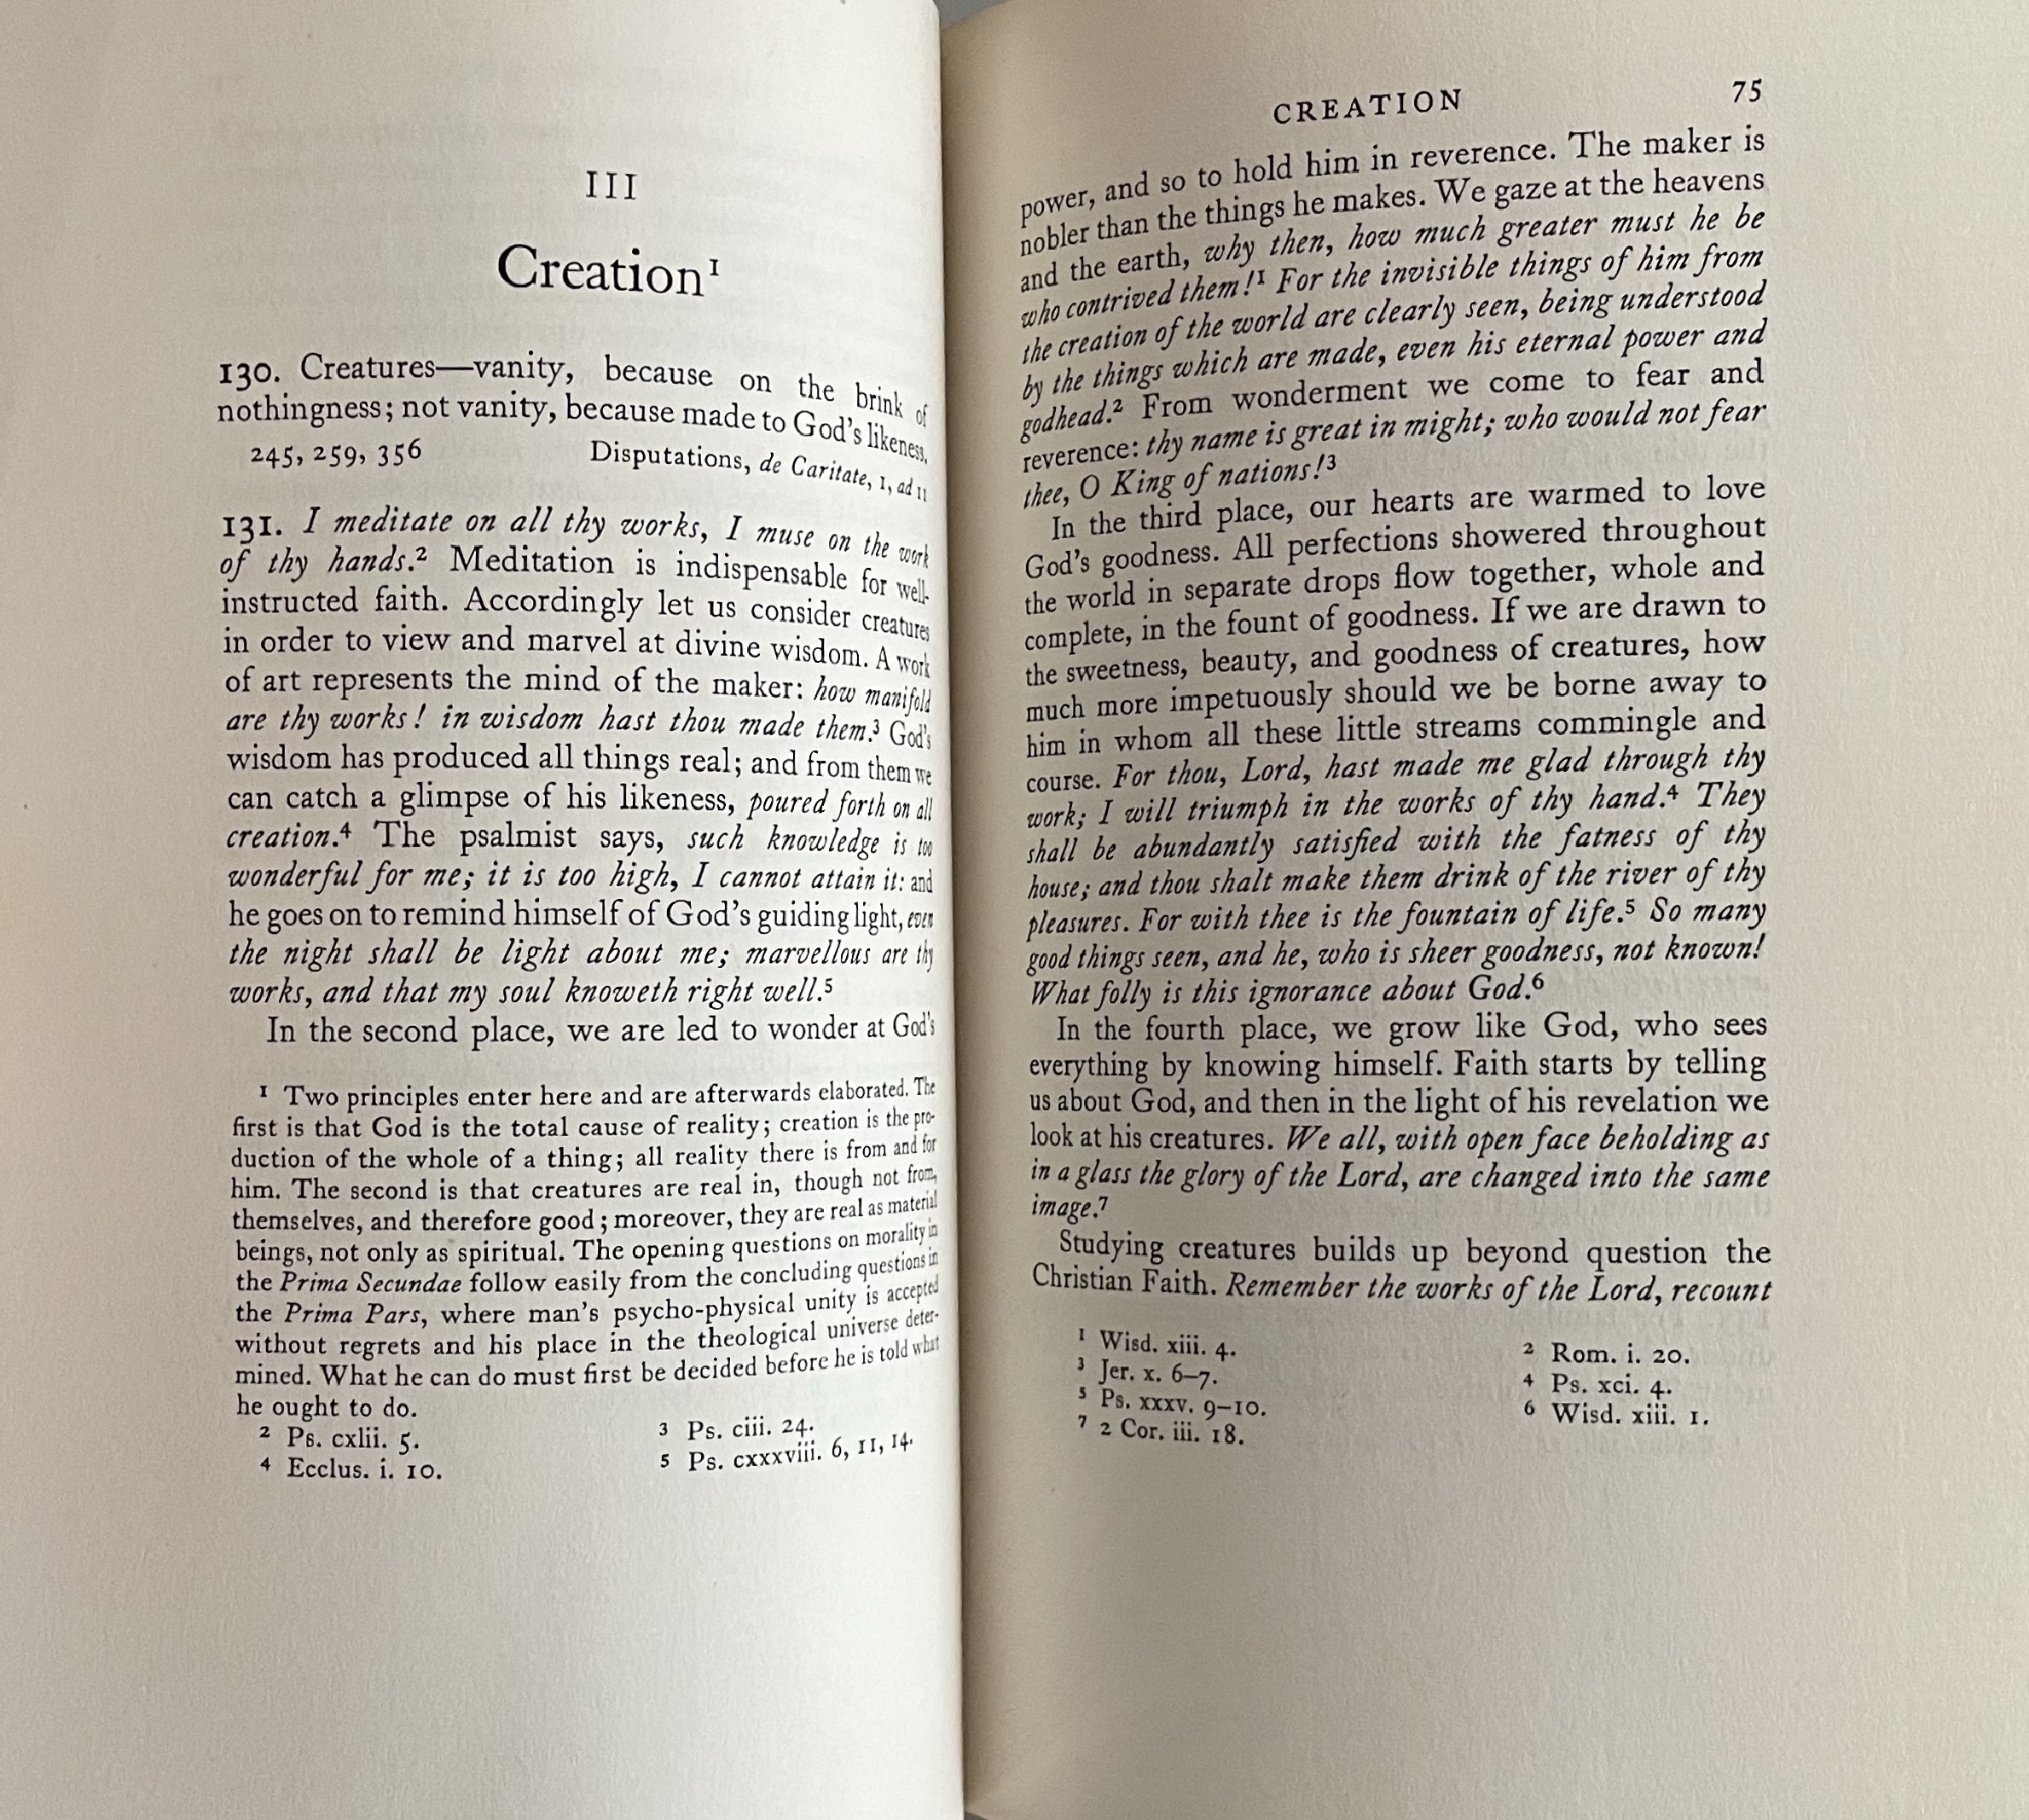 III
Creation¹
130. Creatures—vanity, because on the brink of
nothingness; not vanity, because made to God's likeness.
245, 259, 356 Disputations, de Caritate, 1, ad 11
131. I meditate on all thy works, I muse on the work
of thy hands.² Meditation is indispensable for well-
instructed faith. Accordingly let us consider creatures
in order to view and marvel at divine wisdom. A work
of art represents the mind of the maker: how manifold
are thy works! in wisdom hast thou made them.³ God's
wisdom has produced all things real; and from them we
can catch a glimpse of his likeness, poured forth on all
creation.⁴ The psalmist says, such knowledge is too
wonderful for me; it is too high, I cannot attain it: and
he goes on to remind himself of God's guiding light, even
the night shall be light about me; marvellous are thy
works, and that my soul knoweth right well.⁵
In the second place, we are led to wonder at God's
¹ Two principles enter here and are afterwards elaborated. The
first is that God is the total cause of reality; creation is the pro-
duction of the whole of a thing; all reality there is from and for
him. The second is that creatures are real in, though not from,
themselves, and therefore good; moreover, they are real as material
beings, not only as spiritual. The opening questions on morality in
the Prima Secundae follow easily from the concluding questions in
the Prima Pars, where man's psycho-physical unity is accepted
without regrets and his place in the theological universe deter-
mined. What he can do must first be decided before he is told what
he ought to do.
² Ps. cxlii. 5. ³ Ps. ciii. 24.
⁴ Ecclus. i. 10. ⁵ Ps. cxxxviii. 6, 11, 14.
CREATION 75
power, and so to hold him in reverence. The maker is
nobler than the things he makes. We gaze at the heavens
and the earth, why then, how much greater must he be
who contrived them!¹ For the invisible things of him from
the creation of the world are clearly seen, being understood
by the things which are made, even his eternal power and
godhead.² From wonderment we come to fear and
reverence: thy name is great in might; who would not fear
thee, O King of nations!³
In the third place, our hearts are warmed to love
God's goodness. All perfections showered throughout
the world in separate drops flow together, whole and
complete, in the fount of goodness. If we are drawn to
the sweetness, beauty, and goodness of creatures, how
much more impetuously should we be borne away to
him in whom all these little streams commingle and
course. For thou, Lord, hast made me glad through thy
work; I will triumph in the works of thy hand.⁴ They
shall be abundantly satisfied with the fatness of thy
house; and thou shalt make them drink of the river of thy
pleasures. For with thee is the fountain of life.⁵ So many
good things seen, and he, who is sheer goodness, not known!
What folly is this ignorance about God.⁶
In the fourth place, we grow like God, who sees
everything by knowing himself. Faith starts by telling
us about God, and then in the light of his revelation we
look at his creatures. We all, with open face beholding as
in a glass the glory of the Lord, are changed into the same
image.⁷
Studying creatures builds up beyond question the
Christian Faith. Remember the works of the Lord, recount
¹ Wisd. xiii. 4. ² Rom. i. 20.
³ Jer. x. 6–7. ⁴ Ps. xci. 4.
⁵ Ps. xxxv. 9–10. ⁶ Wisd. xiii. 1.
⁷ 2 Cor. iii. 18.